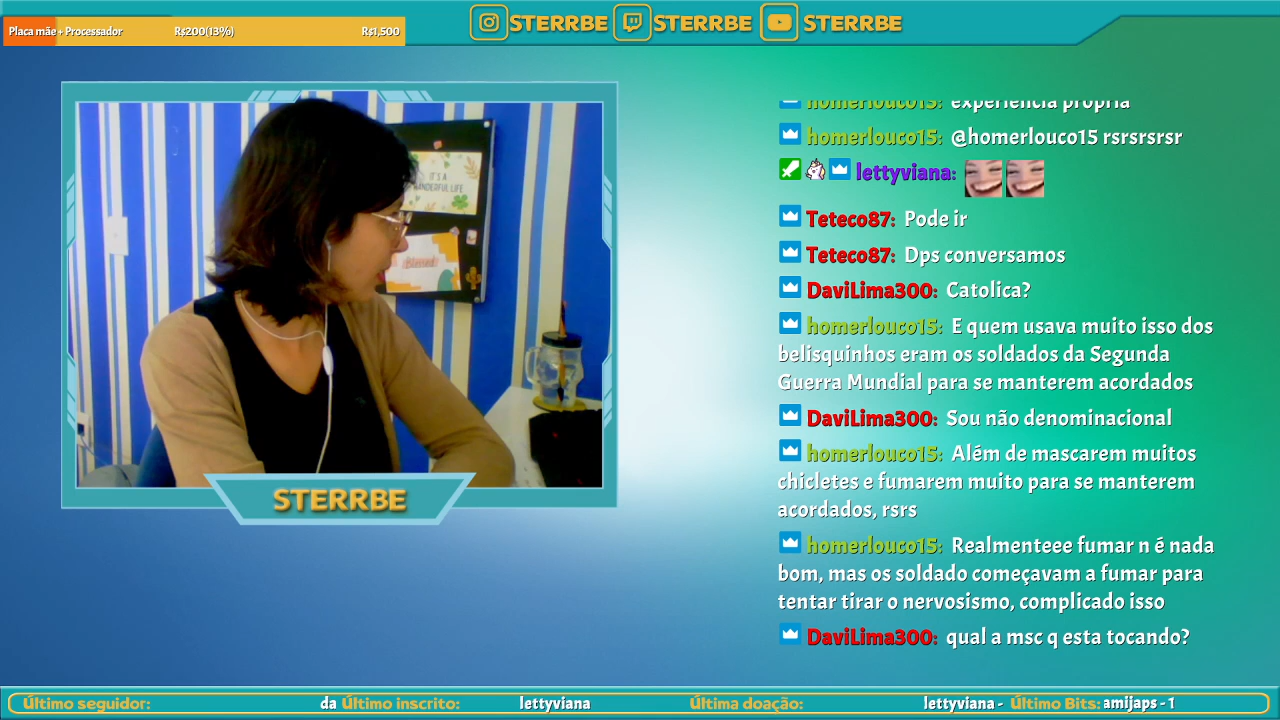 Placa mãe + Processador R$200(13%) R$1,500
STERRBE STERRBE STERRBE
homerlouco15: experiência própria
homerlouco15: @homerlouco15 rsrsrsrsr
lettyviana:
Teteco87: Pode ir
Teteco87: Dps conversamos
DaviLima300: Catolica?
homerlouco15: E quem usava muito isso dos
belisquinhos eram os soldados da Segunda
Guerra Mundial para se manterem acordados
DaviLima300: Sou não denominacional
homerlouco15: Além de mascarem muitos
chicletes e fumarem muito para se manterem
acordados, rsrs
homerlouco15: Realmenteee fumar n é nada
bom, mas os soldado começavam a fumar para
tentar tirar o nervosismo, complicado isso
DaviLima300: qual a msc q esta tocando?
IT'S A
WONDERFUL LIFE
Blessed
STERRBE
Último seguidor: da Último inscrito: lettyviana Última doação: lettyviana - Último Bits: amijaps - 1